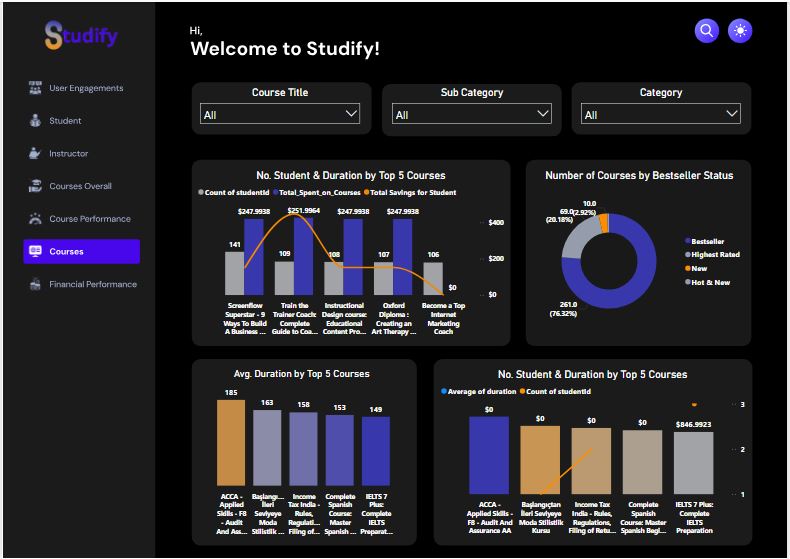 Studify
User Engagements
Student
Instructor
Courses Overall
Course Performance
Courses
Financial Performance
Hi,
Welcome to Studify!
Course Title
All
Sub Category
All
Category
All
No. Student & Duration by Top 5 Courses
Count of studentId Total_Spent_on_Courses Total Savings for Student
$247.9938 $251.9964 $247.9938 $247.9938
141 109 108 107 106
$0
$400
$200
$0
Screenflow
Superstar - 9
Ways To Build
A Business ...
Train the
Trainer Coach:
Complete
Guide to Coa...
Instructional
Design course:
Educational
Content Pro...
Oxford
Diploma :
Creating an
Art Therapy ...
Become a Top
Internet
Marketing
Coach
Number of Courses by Bestseller Status
10.0
(2.92%)
69.0
(20.18%)
261.0
(76.32%)
Bestseller
Highest Rated
New
Hot & New
Avg. Duration by Top 5 Courses
185
163
158
153
149
ACCA -
Applied
Skills - F8
- Audit
And Ass...
Başlangı...
İleri
Seviyeye
Moda
Stilistlik ...
Income
Tax India -
Rules,
Regulati...
Filing of...
Complete
Spanish
Course:
Master
Spanish ...
IELTS 7
Plus:
Complete
IELTS
Preparat...
No. Student & Duration by Top 5 Courses
Average of duration Count of studentId
$0
$0
$0
$0
$846.9923
3
2
1
ACCA - Applied
Skills - F8 -
Audit And
Assurance AA
Başlangıçtan
İleri Seviyeye
Moda Stilistlik
Kursu
Income Tax
India - Rules,
Regulations,
Filing of Retu...
Complete
Spanish
Course: Master
Spanish Begi...
IELTS 7 Plus:
Complete IELTS
Preparation